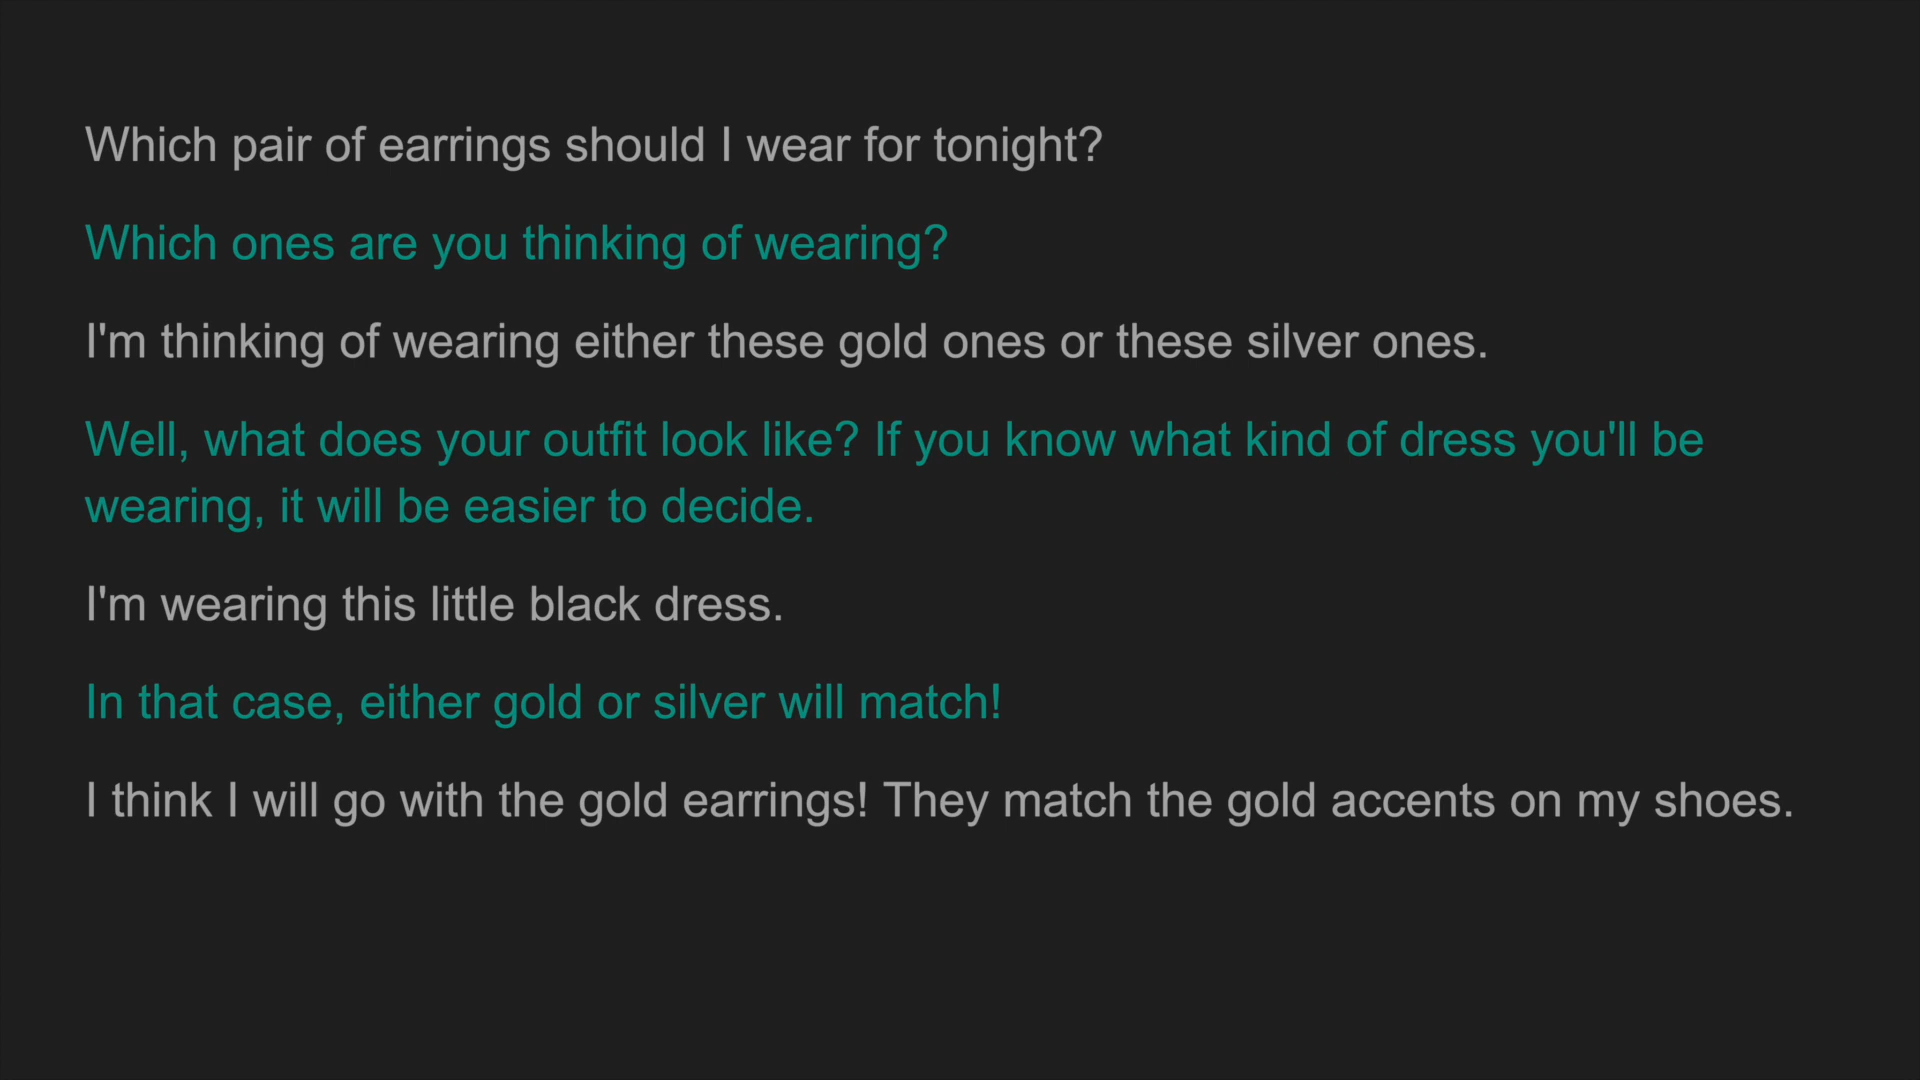 Which pair of earrings should I wear for tonight?
Which ones are you thinking of wearing?
I'm thinking of wearing either these gold ones or these silver ones.
Well, what does your outfit look like? If you know what kind of dress you'll be
wearing, it will be easier to decide.
I'm wearing this little black dress.
In that case, either gold or silver will match!
I think I will go with the gold earrings! They match the gold accents on my shoes.